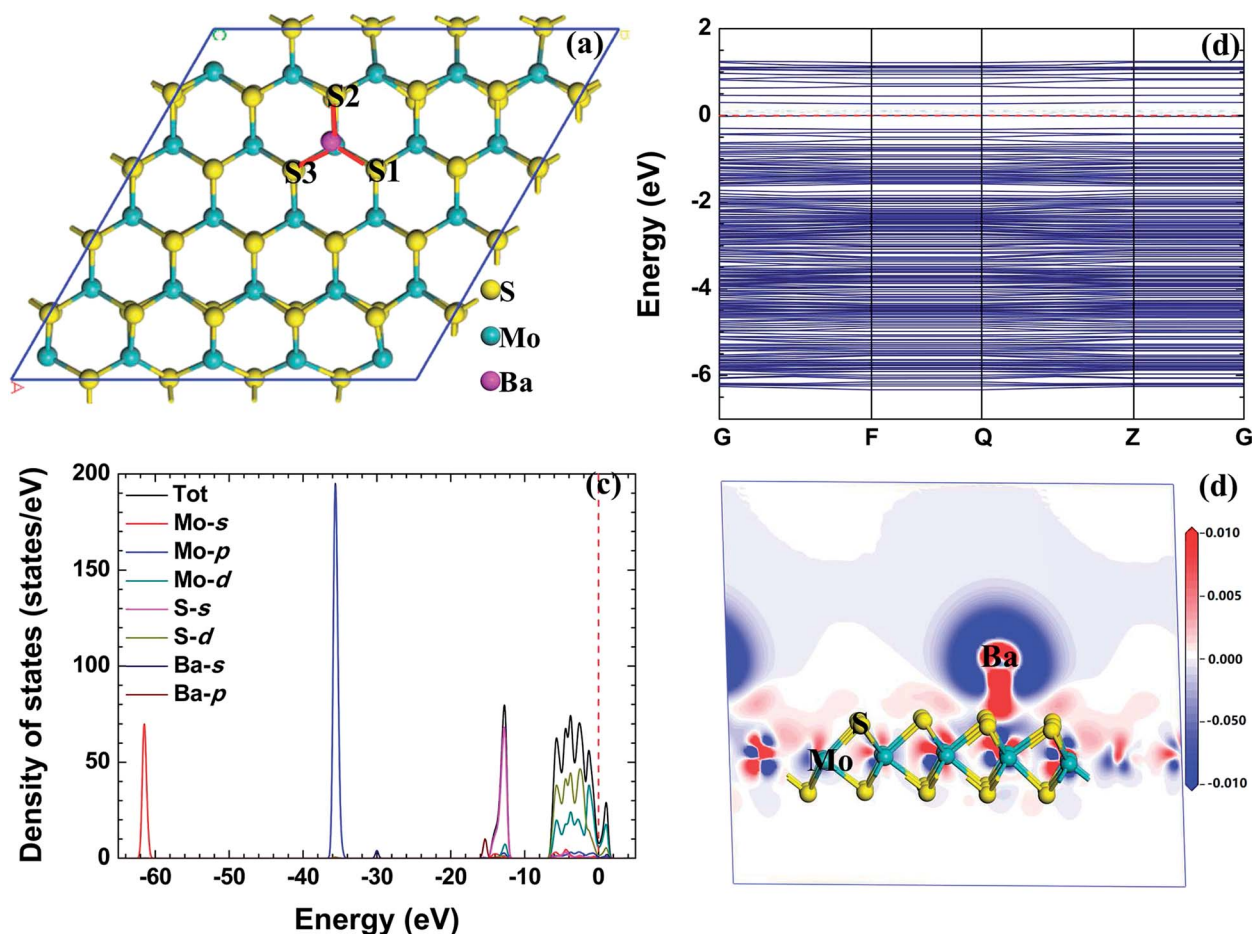 (a)
C
B
S2
S3
S1
S
Mo
Ba
A
(d)
2
0
-2
-4
-6
Energy (eV)
G F Q Z G
(c)
200
150
100
50
0
Density of states (states/eV)
Tot
Mo-s
Mo-p
Mo-d
S-s
S-d
Ba-s
Ba-p
-60 -50 -40 -30 -20 -10 0
Energy (eV)
(d)
Ba
S
Mo
-0.010
-0.005
-0.000
-0.050
-0.010